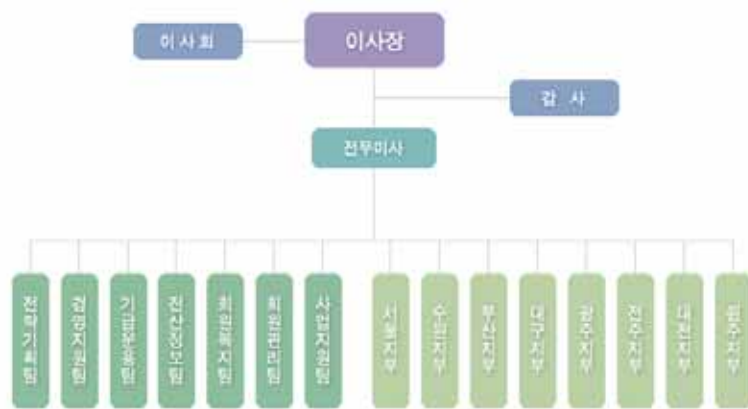 이사회
이사장
감 사
전무이사
전략기획팀
경영지원팀
기금운용팀
전산정보팀
회원복지팀
회원관리팀
사업지원팀
서울지부
수원지부
부산지부
대구지부
광주지부
전주지부
대전지부
원주지부